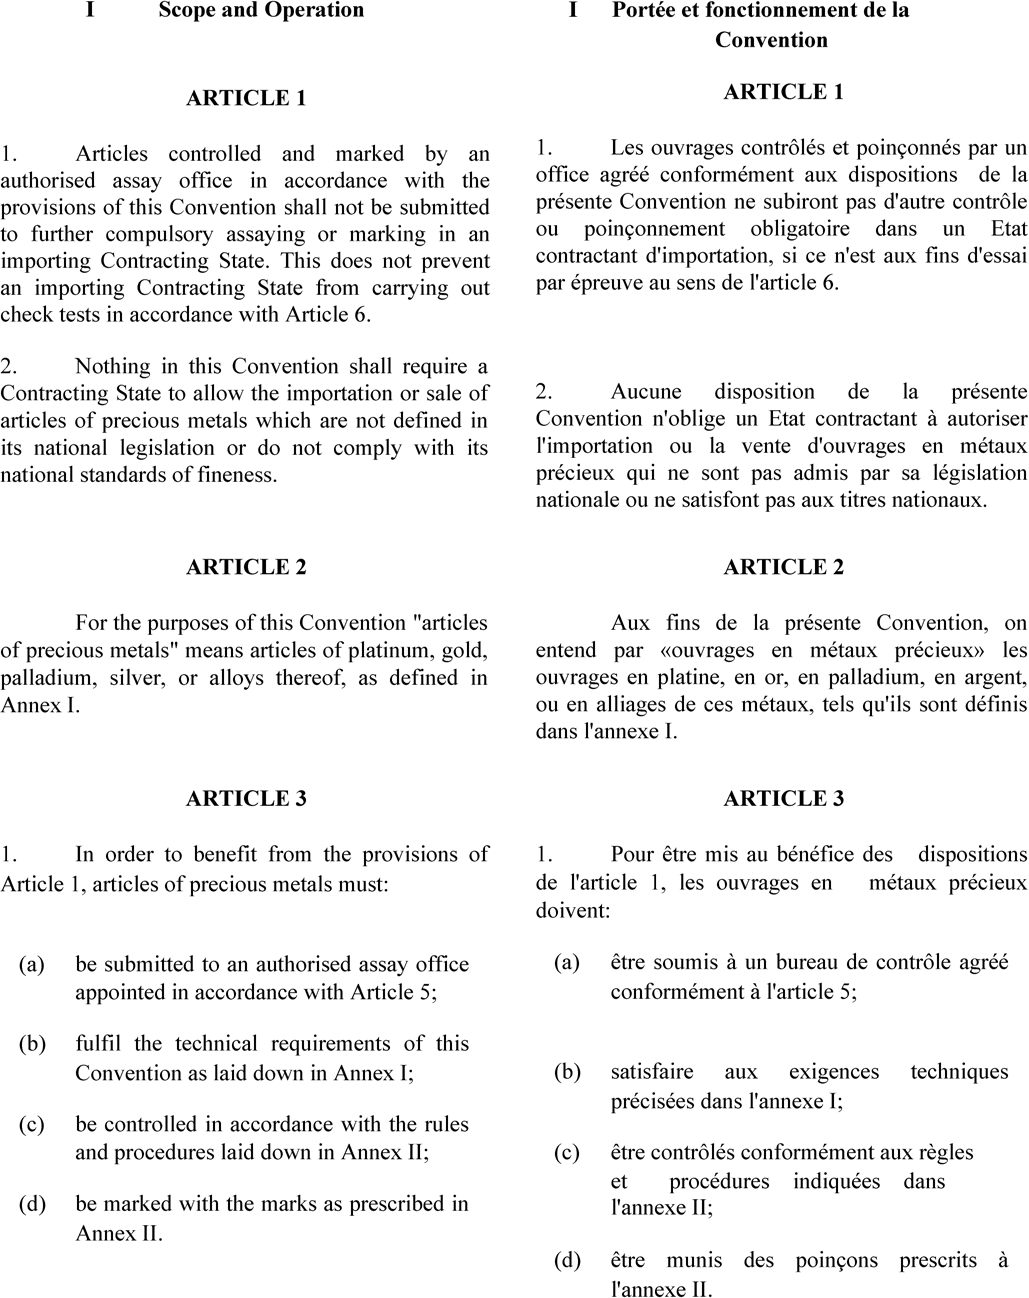 I Scope and Operation
ARTICLE 1
1. Articles controlled and marked by an
authorised assay office in accordance with the
provisions of this Convention shall not be submitted
to further compulsory assaying or marking in an
importing Contracting State. This does not prevent
an importing Contracting State from carrying out
check tests in accordance with Article 6.
2. Nothing in this Convention shall require a
Contracting State to allow the importation or sale of
articles of precious metals which are not defined in
its national legislation or do not comply with its
national standards of fineness.
ARTICLE 2
For the purposes of this Convention "articles
of precious metals" means articles of platinum, gold,
palladium, silver, or alloys thereof, as defined in
Annex I.
ARTICLE 3
1. In order to benefit from the provisions of
Article 1, articles of precious metals must:
(a) be submitted to an authorised assay office
appointed in accordance with Article 5;
(b) fulfil the technical requirements of this
Convention as laid down in Annex I;
(c) be controlled in accordance with the rules
and procedures laid down in Annex II;
(d) be marked with the marks as prescribed in
Annex II.
I Portée et fonctionnement de la
Convention
ARTICLE 1
1. Les ouvrages contrôlés et poinçonnés par un
office agréé conformément aux dispositions de la
présente Convention ne subiront pas d'autre contrôle
ou poinçonnement obligatoire dans un Etat
contractant d'importation, si ce n'est aux fins d'essai
par épreuve au sens de l'article 6.
2. Aucune disposition de la présente
Convention n'oblige un Etat contractant à autoriser
l'importation ou la vente d'ouvrages en métaux
précieux qui ne sont pas admis par sa législation
nationale ou ne satisfont pas aux titres nationaux.
ARTICLE 2
Aux fins de la présente Convention, on
entend par «ouvrages en métaux précieux» les
ouvrages en platine, en or, en palladium, en argent,
ou en alliages de ces métaux, tels qu'ils sont définis
dans l'annexe I.
ARTICLE 3
1. Pour être mis au bénéfice des dispositions
de l'article 1, les ouvrages en métaux précieux
doivent:
(a) être soumis à un bureau de contrôle agréé
conformément à l'article 5;
(b) satisfaire aux exigences techniques
précisées dans l'annexe I;
(c) être contrôlés conformément aux règles
et procédures indiquées dans
l'annexe II;
(d) être munis des poinçons prescrits à
l'annexe II.